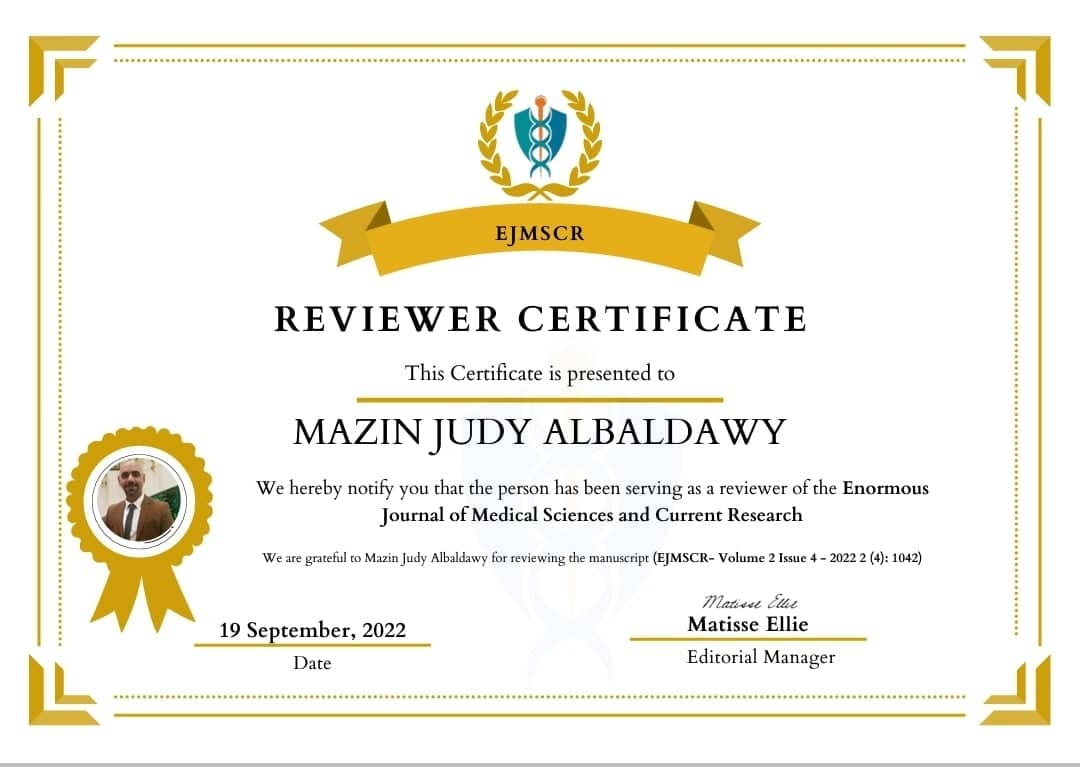 EJMSCR
REVIEWER CERTIFICATE
This Certificate is presented to
MAZIN JUDY ALBALDAWY
We hereby notify you that the person has been serving as a reviewer of the Enormous
Journal of Medical Sciences and Current Research
We are grateful to Mazin Judy Albaldawy for reviewing the manuscript (EJMSCR- Volume 2 Issue 4 - 2022 2 (4): 1042)
19 September, 2022
Date
Matisse Ellie
Matisse Ellie
Editorial Manager